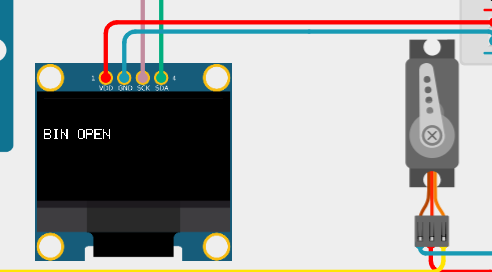 1 4
VDD GND SCK SDA
BIN OPEN